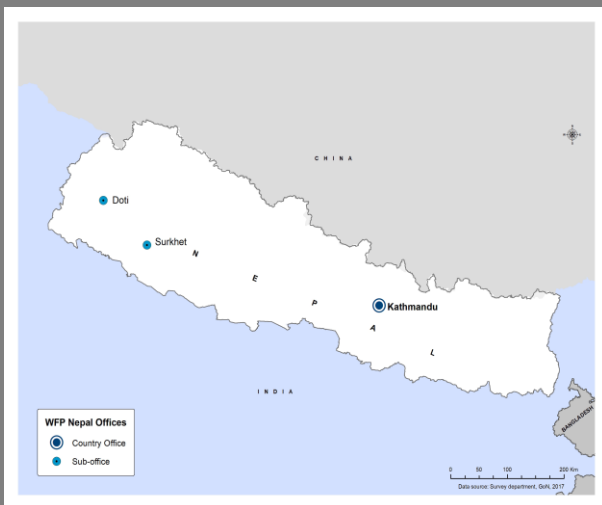 CHINA
Doti
Surkhet
NEPAL
Kathmandu
INDIA
BANGLADESH
WFP Nepal Offices
Country Office
Sub-office
0 50 100 200 Km
Data source: Survey department, GoN, 2017